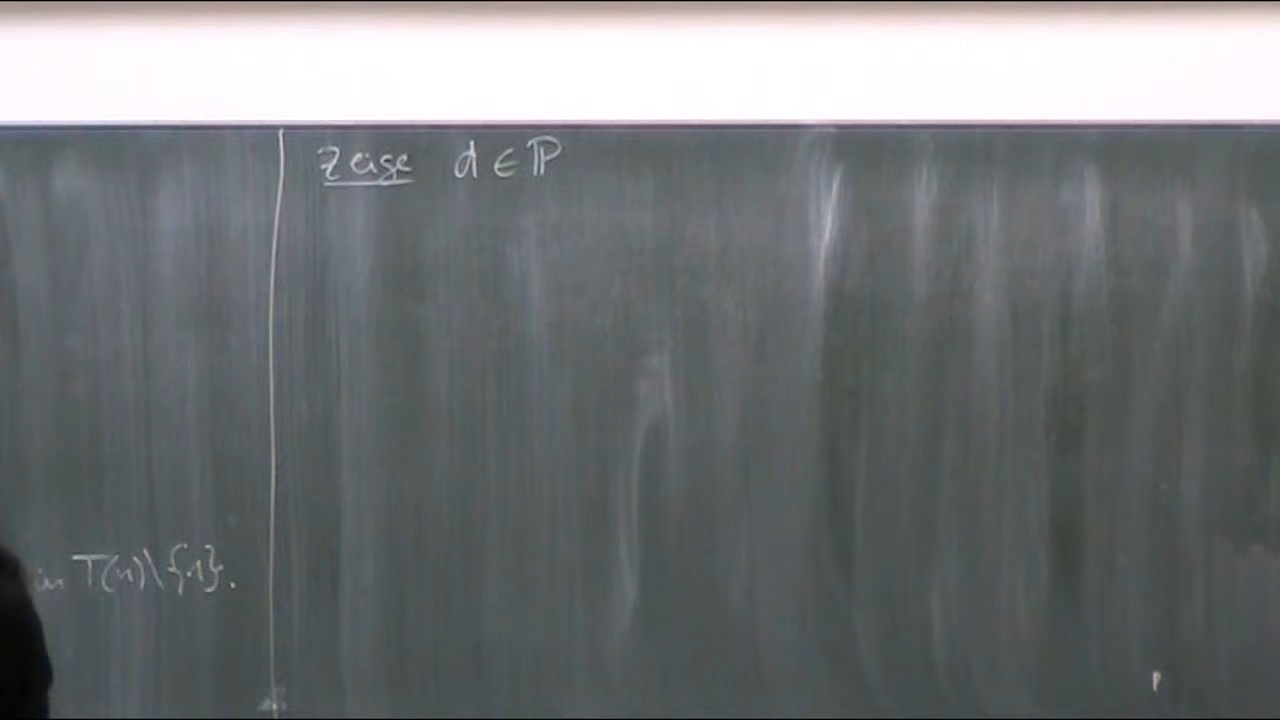 in T(n)\{1}.
Zeige d ∈ ℙ